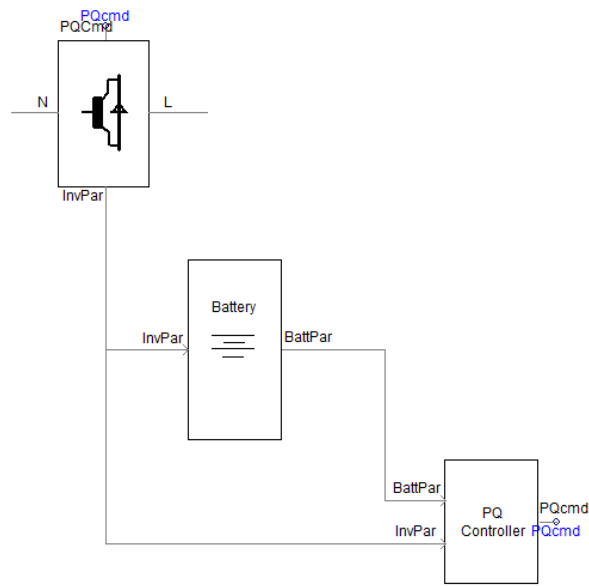 PQcmd
PQCmd
N
L
InvPar
Battery
InvPar
BattPar
BattPar
PQ
Controller
PQcmd
PQcmd
InvPar